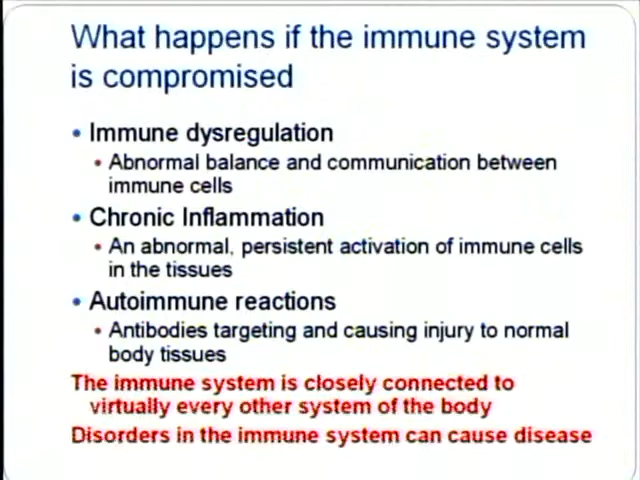 What happens if the immune system
is compromised
• Immune dysregulation
• Abnormal balance and communication between
immune cells
• Chronic Inflammation
• An abnormal, persistent activation of immune cells
in the tissues
• Autoimmune reactions
• Antibodies targeting and causing injury to normal
body tissues
The immune system is closely connected to
virtually every other system of the body
Disorders in the immune system can cause disease